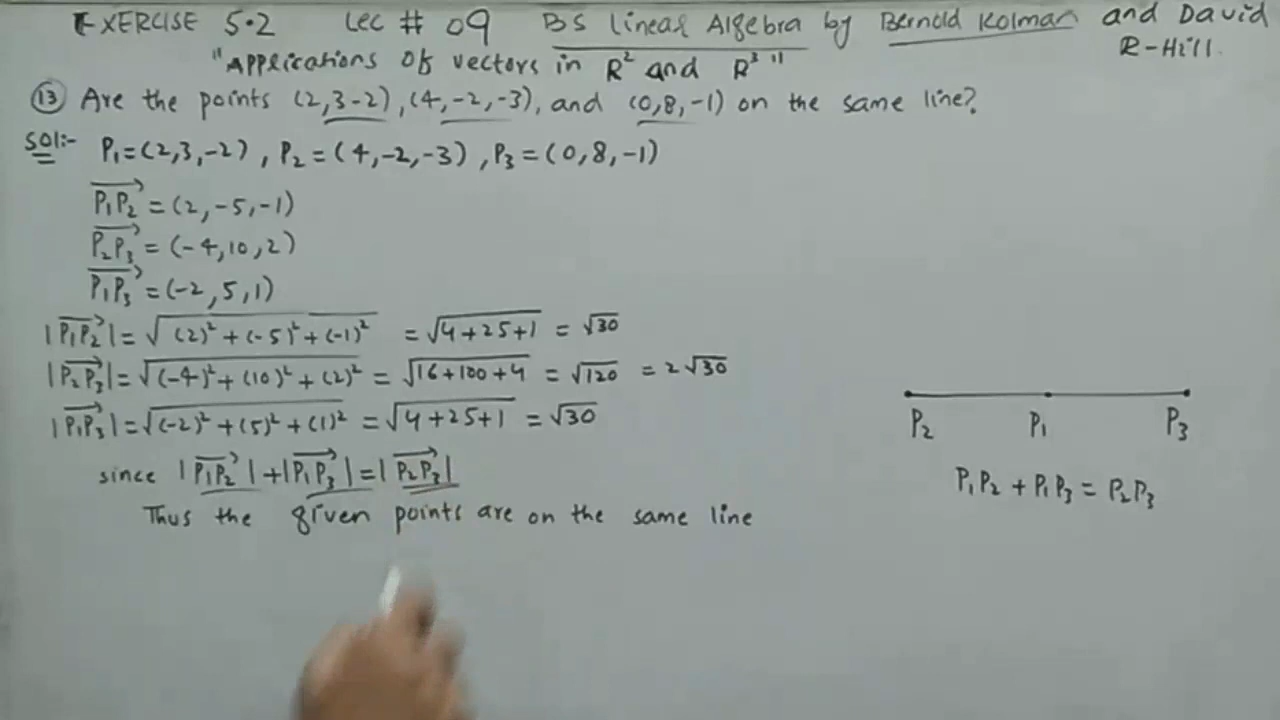 EXERCISE 5.2 Lec # 09 BS Linear Algebra by Bernold Kolman and David R-Hill.
"Applications of vectors in R² and R³"
(13) Are the points (2,3-2), (4,-2,-3), and (0,8,-1) on the same line?
Sol:- P₁=(2,3,-2), P₂=(4,-2,-3), P₃=(0,8,-1)
P₁P₂ = (2,-5,-1)
P₂P₃ = (-4,10,2)
P₁P₃ = (-2,5,1)
|P₁P₂| = √(2)²+(-5)²+(-1)² = √4+25+1 = √30
|P₂P₃| = √(-4)²+(10)²+(2)² = √16+100+4 = √120 = 2√30
|P₁P₃| = √(-2)²+(5)²+(1)² = √4+25+1 = √30
since |P₁P₂|+|P₁P₃|=|P₂P₃|
Thus the given points are on the same line
P₂ P₁ P₃
P₁P₂ + P₁P₃ = P₂P₃